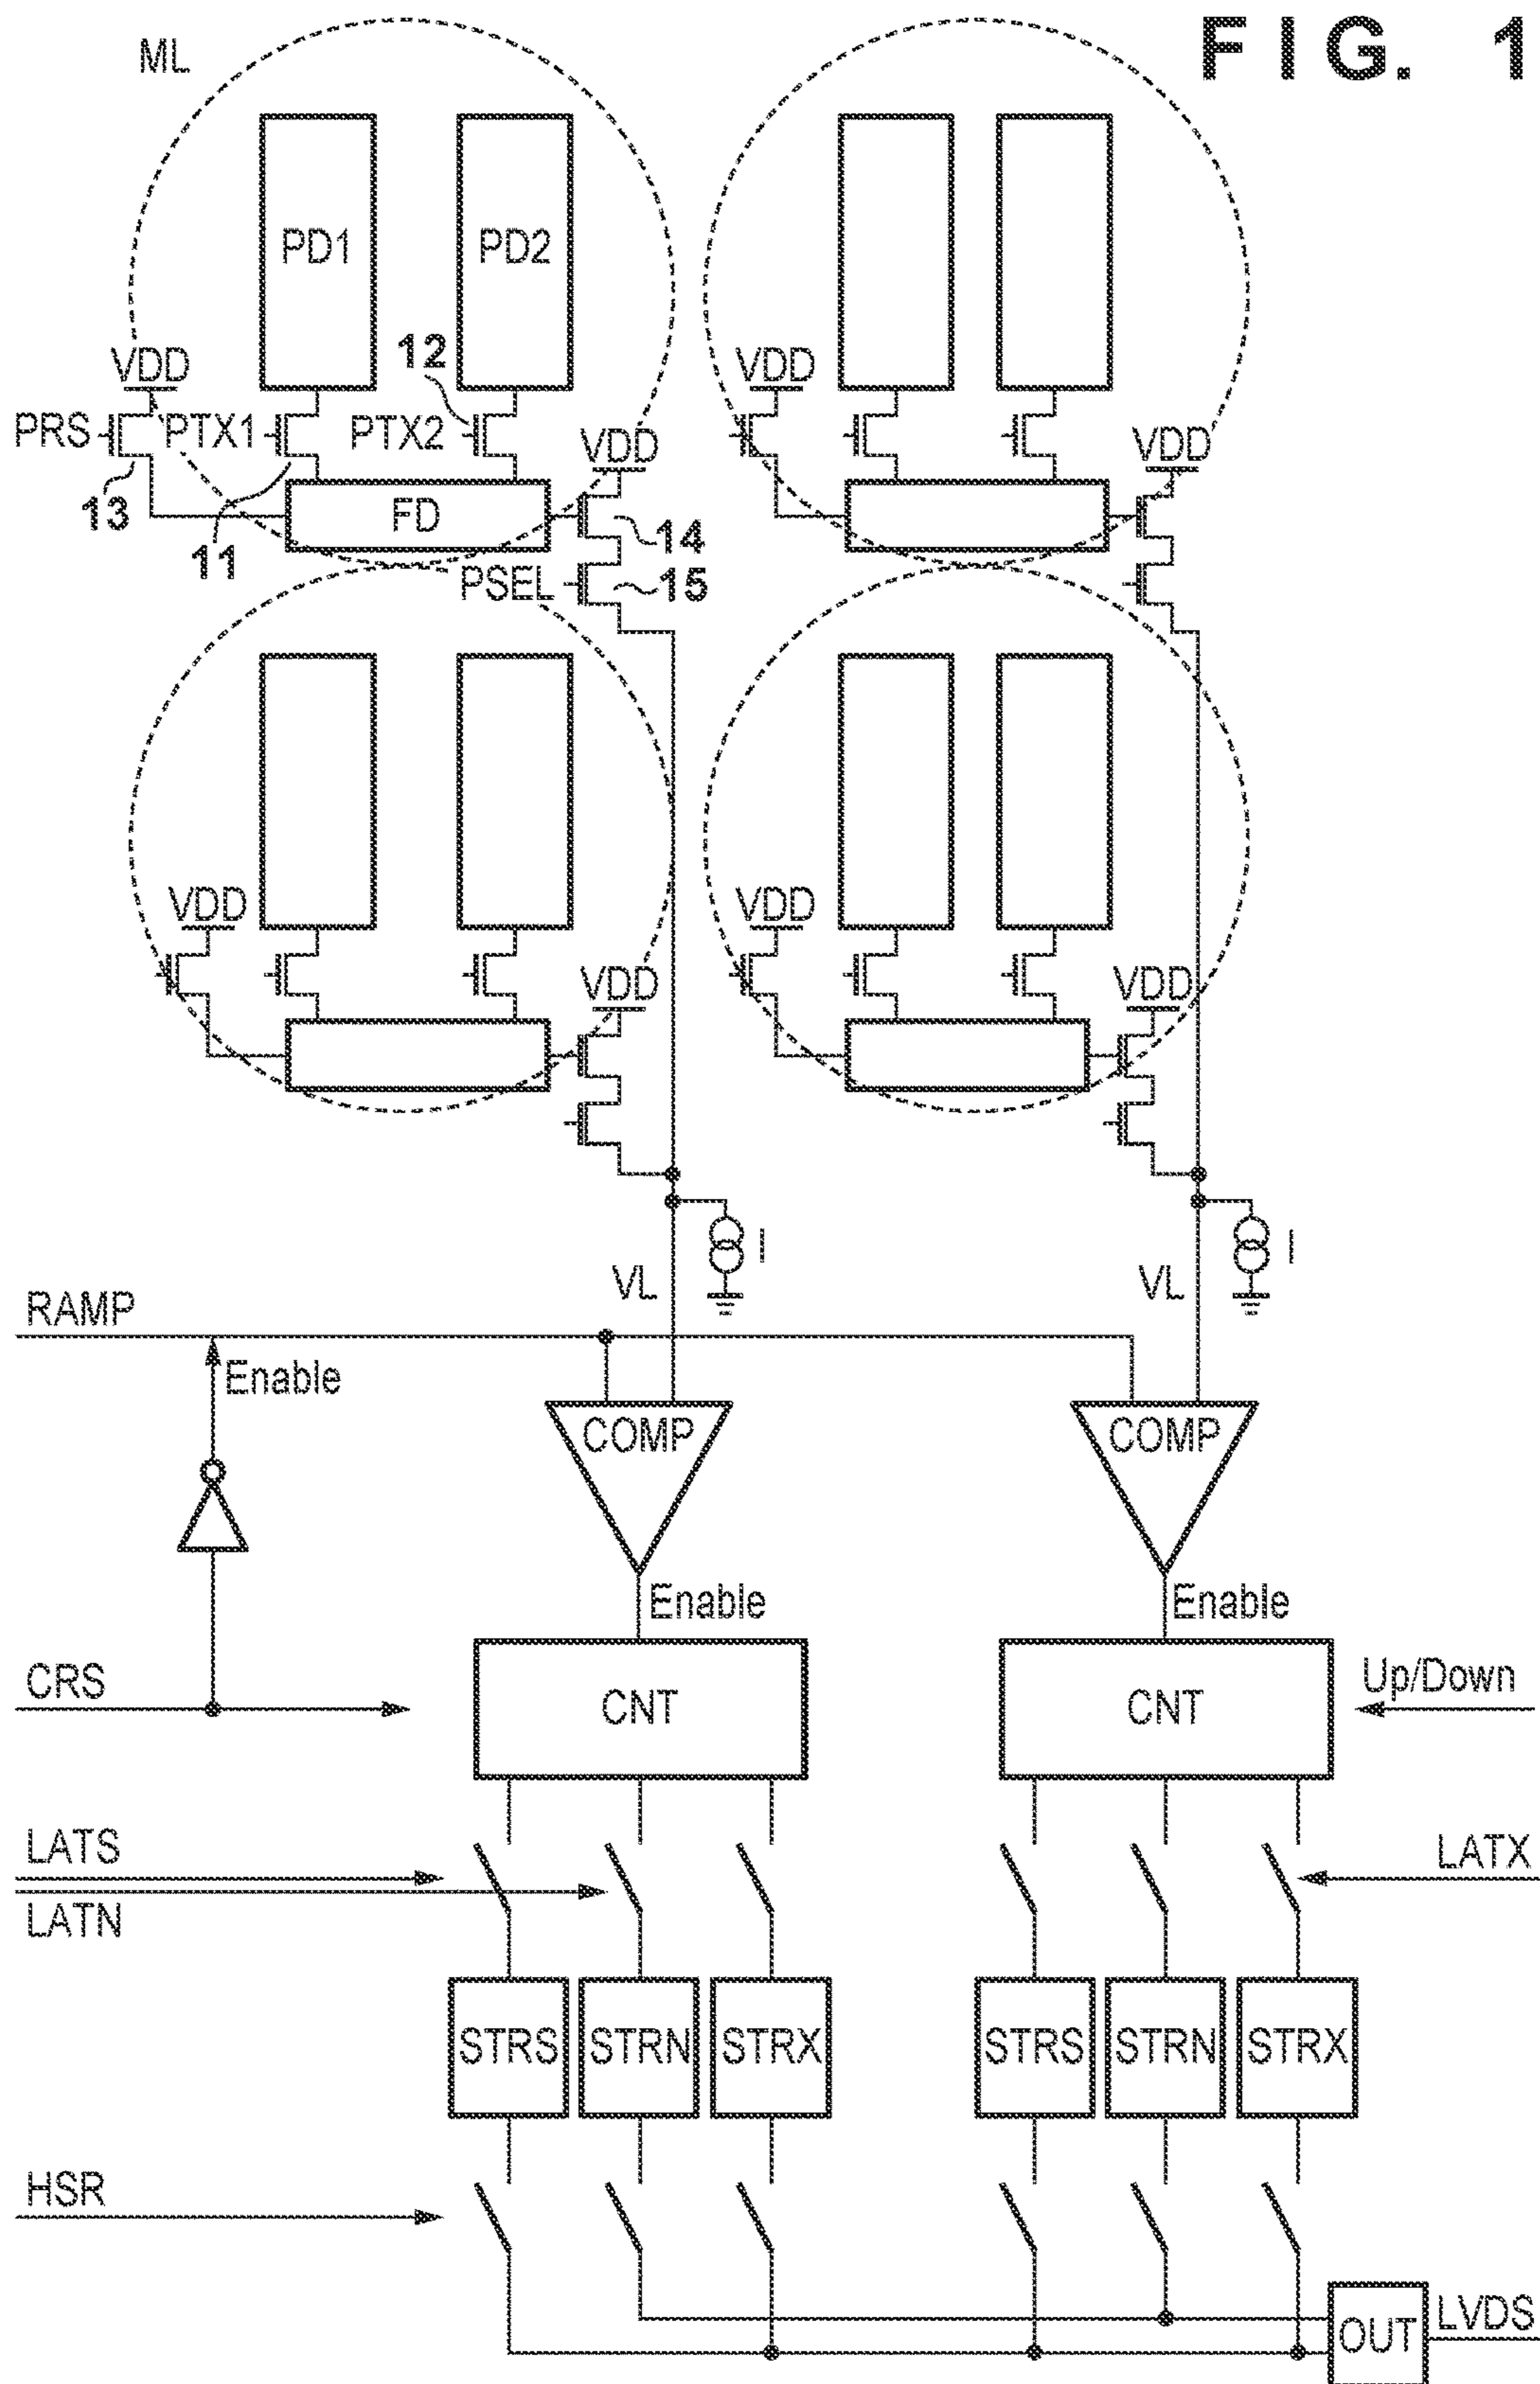 FIG. 1
ML
PD1 PD2
12
VDD VDD
PRS PTX1 PTX2 VDD VDD
13 11 FD 14
PSEL 15
VDD VDD
VDD VDD
I I
VL VL
RAMP
Enable
COMP COMP
Enable Enable
CRS CNT CNT Up/Down
LATS LATX
LATN
STRS STRN STRX STRS STRN STRX
HSR
OUT LVDS